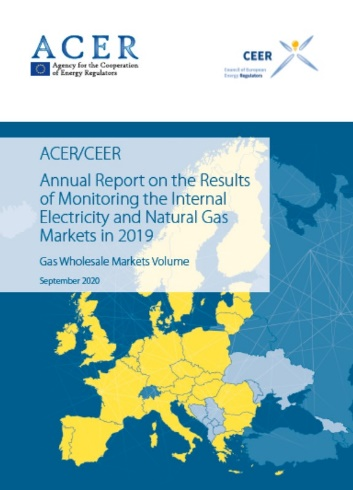 ACER
Agency for the Cooperation
of Energy Regulators
CEER
Council of European
Energy Regulators
ACER/CEER
Annual Report on the Results
of Monitoring the Internal
Electricity and Natural Gas
Markets in 2019
Gas Wholesale Markets Volume
September 2020